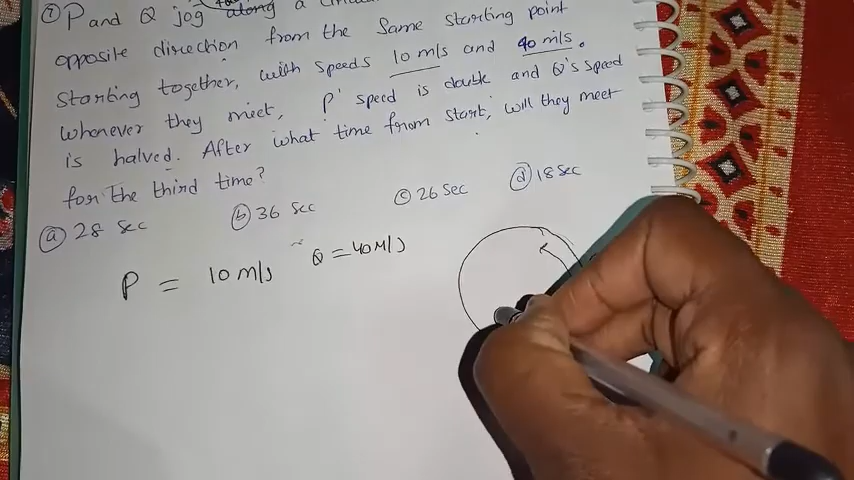 ⑦ P and Q jog along a
opposite direction from the same starting point
starting together, with speeds 10 m/s and 40 m/s.
whenever they meet, P' speed is double and Q's speed
is halved. After what time from start, will they meet
for the third time?
ⓐ 28 Sec ⓑ 36 Sec ⓒ 26 Sec ⓓ 18 Sec
P = 10 m/s Q = 40 M/s